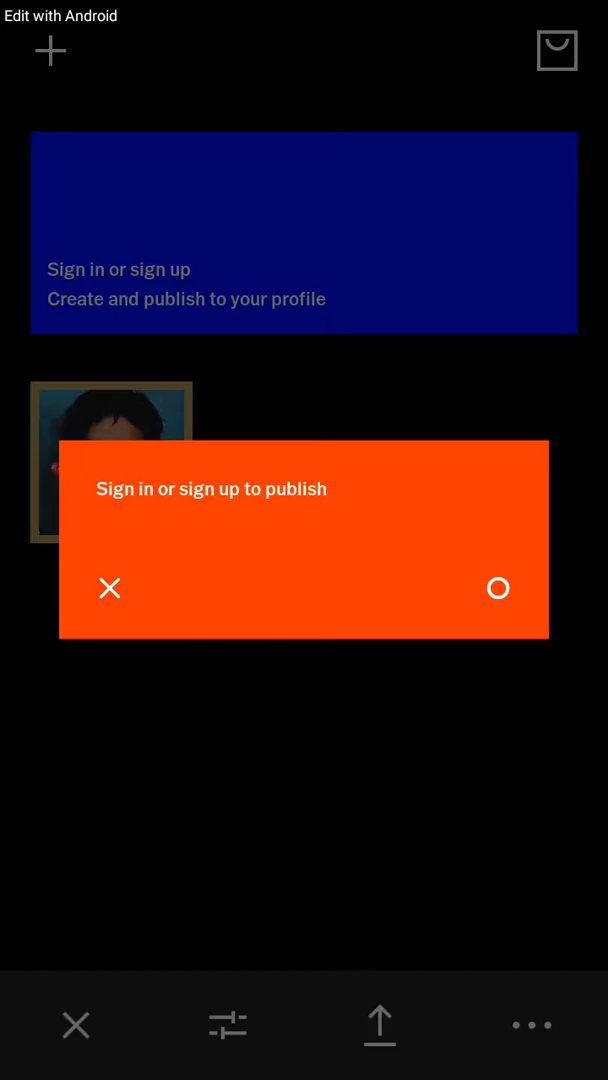 Edit with Android
Sign in or sign up
Create and publish to your profile
Sign in or sign up to publish